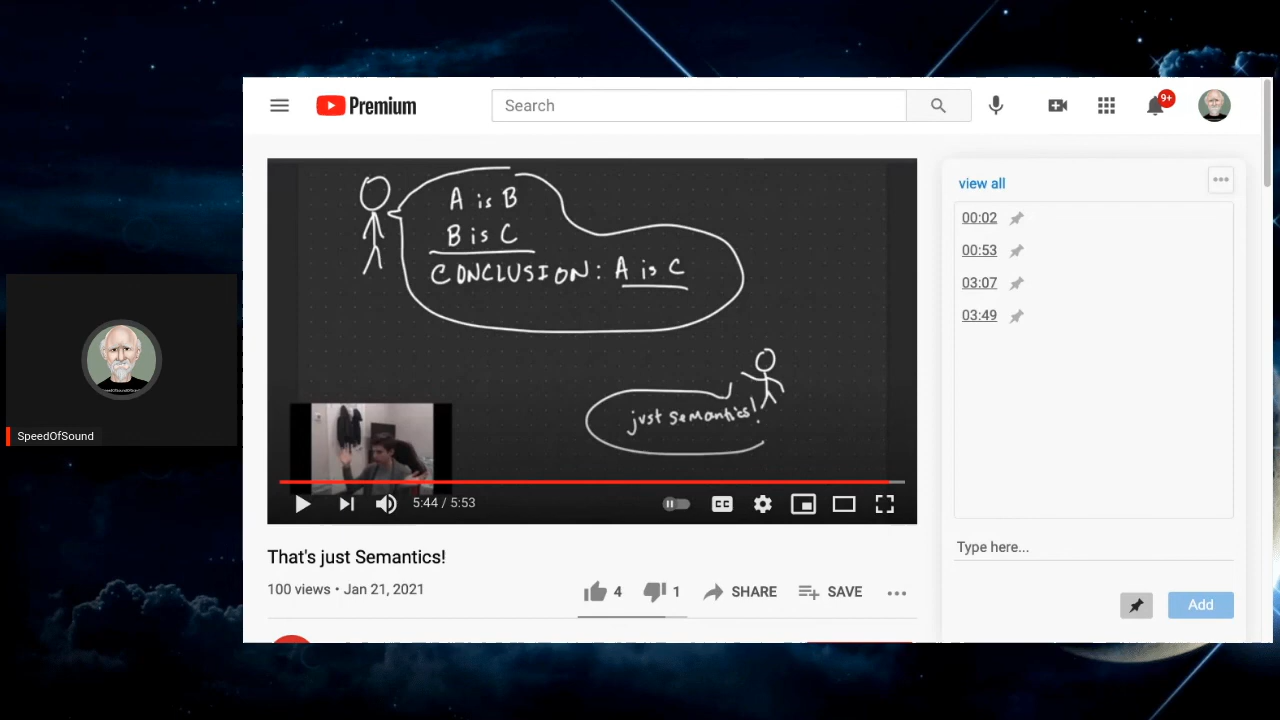 Premium
Search
9+
A is B
B is C
CONCLUSION: A is C
just semantics!
5:44 / 5:53
CC
That's just Semantics!
100 views • Jan 21, 2021
4
1
SHARE
SAVE
view all
00:02
00:53
03:07
03:49
Type here...
Add
SpeedOfSound